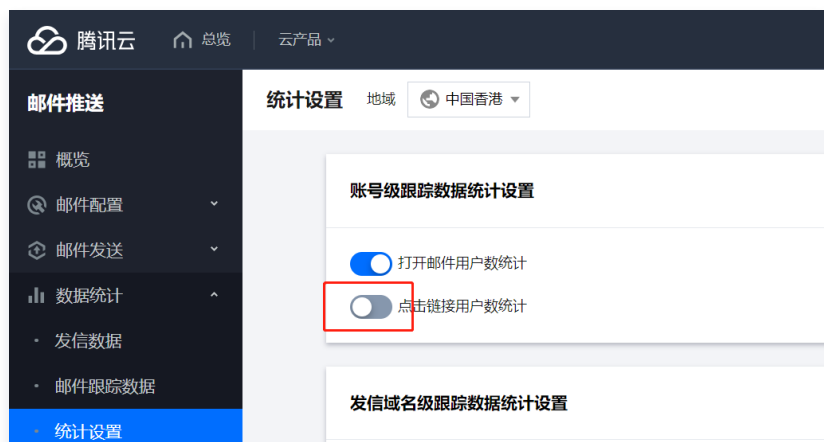 腾讯云 总览 云产品
邮件推送
统计设置 地域 中国香港
概览
账号级跟踪数据统计设置
邮件配置
邮件发送
打开邮件用户数统计
数据统计
点击链接用户数统计
发信数据
邮件跟踪数据
发信域名级跟踪数据统计设置
统计设置